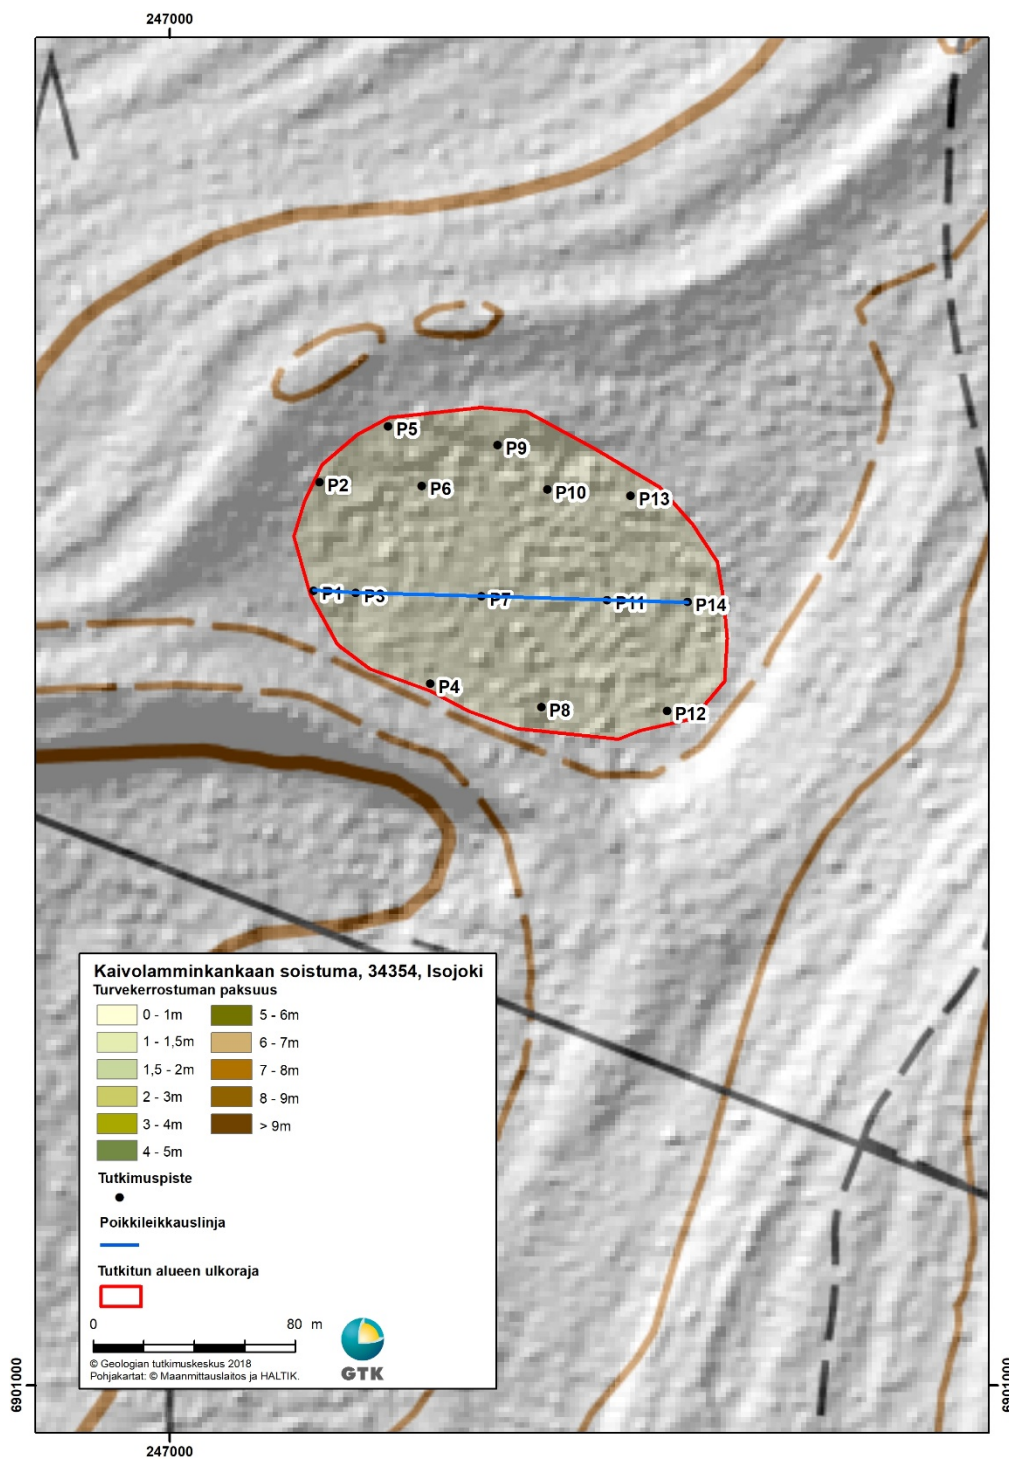 247000
P5
P9
P2
P6
P10
P13
P1
P3
P7
P11
P14
P4
P8
P12
Kaivolamminkankaan soistuma, 34354, Isojoki
Turvekerrostuman paksuus
0 - 1m
1 - 1,5m
1,5 - 2m
2 - 3m
3 - 4m
4 - 5m
5 - 6m
6 - 7m
7 - 8m
8 - 9m
> 9m
Tutkimuspiste
Poikkileikkauslinja
Tutkitun alueen ulkoraja
0 80 m
© Geologian tutkimuskeskus 2018
Pohjakartat: © Maanmittauslaitos ja HALTIK.
GTK
6901000
6901000
247000